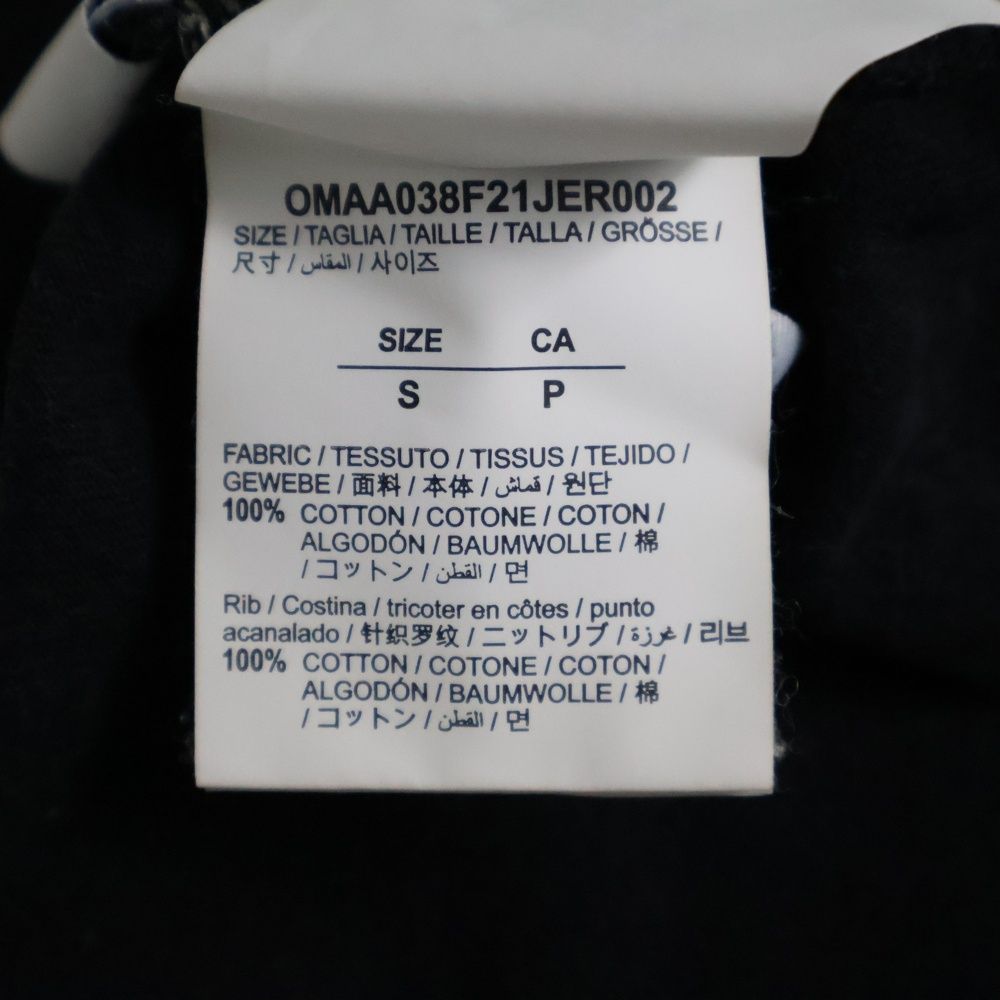 OMAA038F21JER002
SIZE / TAGLIA / TAILLE / TALLA / GRÖSSE /
尺寸 / المقاس / 사이즈
SIZE CA
S P
FABRIC / TESSUTO / TISSUS / TEJIDO /
GEWEBE / 面料 / 本体 / قماش / 원단
100% COTTON / COTONE / COTON /
ALGODÓN / BAUMWOLLE / 棉
/ コットン / القطن / 면
Rib / Costina / tricoter en côtes / punto
acanalado / 针织罗纹 / ニットリブ / غرزة / 리브
100% COTTON / COTONE / COTON /
ALGODÓN / BAUMWOLLE / 棉
/ コットン / القطن / 면